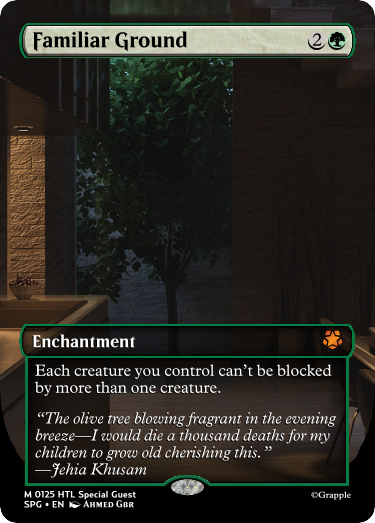 Familiar Ground 2
Enchantment
Each creature you control can't be blocked
by more than one creature.
“The olive tree blowing fragrant in the evening
breeze—I would die a thousand deaths for my
children to grow old cherishing this.”
—Jehia Khusam
M 0125 HTL Special Guest
SPG • EN Ahmed Gbr
©Grapple